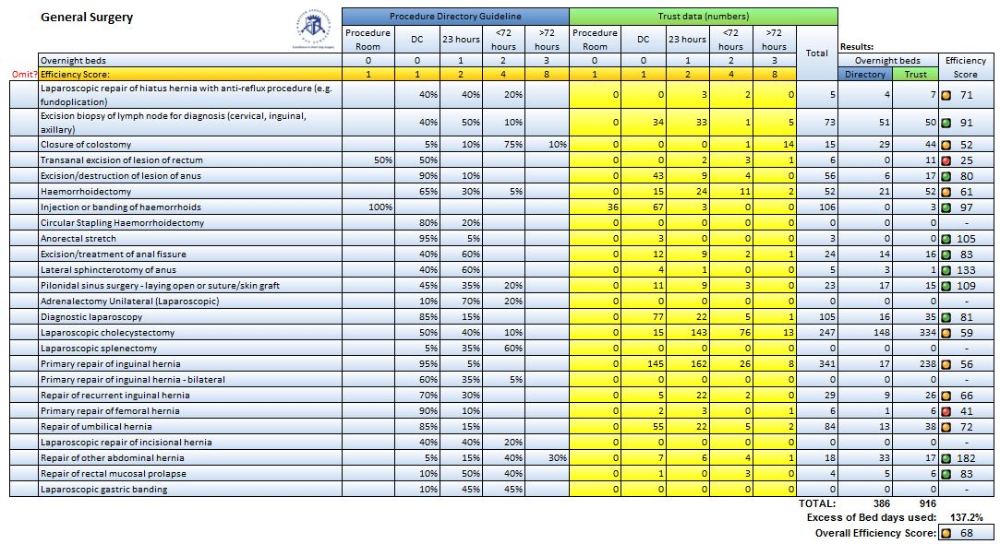 General Surgery
Procedure Directory Guideline Trust data (numbers)
Procedure Room DC 23 hours <72 hours >72 hours Procedure Room DC 23 hours <72 hours >72 hours Total Results:
Overnight beds 0 0 1 2 3 0 0 1 2 3 Overnight beds Efficiency
Omit? Efficiency Score: 1 1 2 4 8 1 1 2 4 8 Directory Trust Score
Laparoscopic repair of hiatus hernia with anti-reflux procedure (e.g.
fundoplication) 40% 40% 20% 0 0 3 2 0 5 4 7 71
Excision biopsy of lymph node for diagnosis (cervical, inguinal,
axillary) 40% 50% 10% 0 34 33 1 5 73 51 50 91
Closure of colostomy 5% 10% 75% 10% 0 0 0 1 14 15 29 44 52
Transanal excision of lesion of rectum 50% 50% 0 0 2 3 1 6 0 11 25
Excision/destruction of lesion of anus 90% 10% 0 43 9 4 0 56 6 17 80
Haemorrhoidectomy 65% 30% 5% 0 15 24 11 2 52 21 52 61
Injection or banding of haemorrhoids 100% 36 67 3 0 0 106 0 3 97
Circular Stapling Haemorrhoidectomy 80% 20% 0 0 0 0 0 0 0 0 -
Anorectal stretch 95% 5% 0 3 0 0 0 3 0 0 105
Excision/treatment of anal fissure 40% 60% 0 12 9 2 1 24 14 16 83
Lateral sphincterotomy of anus 40% 60% 0 4 1 0 0 5 3 1 133
Pilonidal sinus surgery - laying open or suture/skin graft 45% 35% 20% 0 11 9 3 0 23 17 15 109
Adrenalectomy Unilateral (Laparoscopic) 10% 70% 20% 0 0 0 0 0 0 0 0 -
Diagnostic laparoscopy 85% 15% 0 77 22 5 1 105 16 35 81
Laparoscopic cholecystectomy 50% 40% 10% 0 15 143 76 13 247 148 334 59
Laparoscopic splenectomy 5% 35% 60% 0 0 0 0 0 0 0 0 -
Primary repair of inguinal hernia 95% 5% 0 145 162 26 8 341 17 238 56
Primary repair of inguinal hernia - bilateral 60% 35% 5% 0 0 0 0 0 0 0 0 -
Repair of recurrent inguinal hernia 70% 30% 0 5 22 2 0 29 9 26 66
Primary repair of femoral hernia 90% 10% 0 2 3 0 1 6 1 6 41
Repair of umbilical hernia 85% 15% 0 55 22 5 2 84 13 38 72
Laparoscopic repair of incisional hernia 40% 40% 20% 0 0 0 0 0 0 0 0 -
Repair of other abdominal hernia 5% 15% 40% 30% 0 7 6 4 1 18 33 17 182
Repair of rectal mucosal prolapse 10% 50% 40% 0 1 0 3 0 4 5 6 83
Laparoscopic gastric banding 10% 45% 45% 0 0 0 0 0 0 0 0 -
TOTAL: 386 916
Excess of Bed days used: 137.2%
Overall Efficiency Score: 68